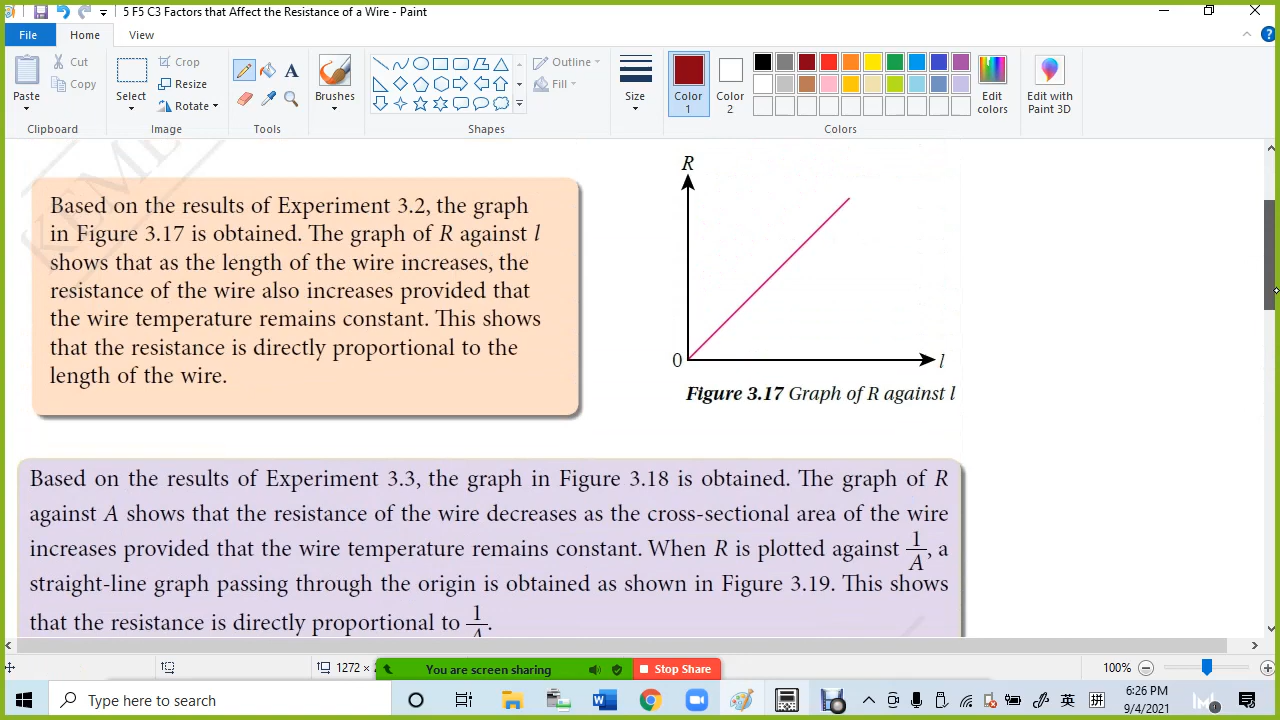 5 F5 C3 Factors that Affect the Resistance of a Wire - Paint
File
Home
View
Paste
Cut
Copy
Clipboard
Select
Crop
Resize
Rotate
Image
A
Tools
Brushes
Outline
Fill
Shapes
Size
Color
1
Color
2
Edit
colors
Edit with
Paint 3D
Colors
KEME
Based on the results of Experiment 3.2, the graph
in Figure 3.17 is obtained. The graph of R against l
shows that as the length of the wire increases, the
resistance of the wire also increases provided that
the wire temperature remains constant. This shows
that the resistance is directly proportional to the
length of the wire.
R
0
l
Figure 3.17 Graph of R against l
Based on the results of Experiment 3.3, the graph in Figure 3.18 is obtained. The graph of R
against A shows that the resistance of the wire decreases as the cross-sectional area of the wire
increases provided that the wire temperature remains constant. When R is plotted against 1/A, a
straight-line graph passing through the origin is obtained as shown in Figure 3.19. This shows
that the resistance is directly proportional to 1/A.
1272 ×
You are screen sharing
Stop Share
100%
Type here to search
英
拼
6:26 PM
9/4/2021